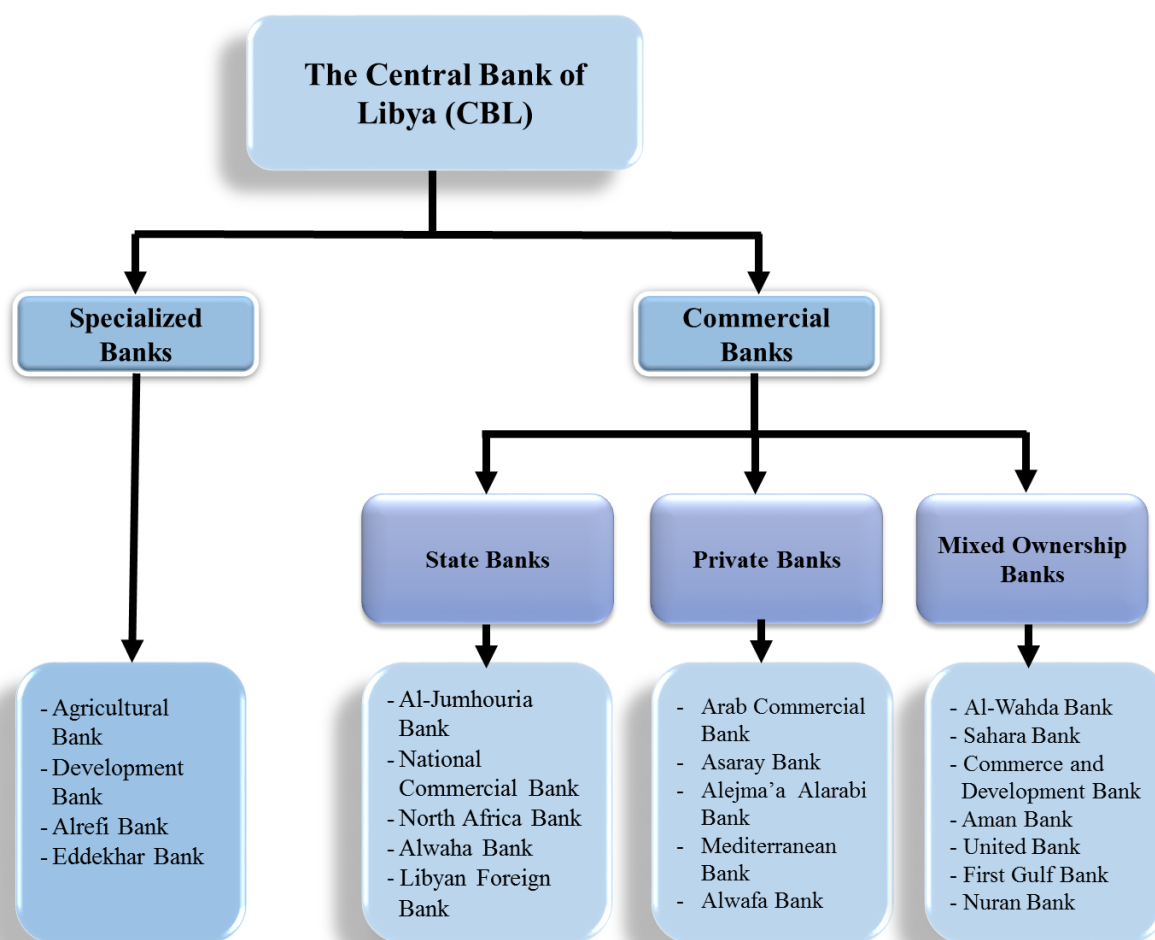 The Central Bank of
Libya (CBL)
Specialized
Banks
Commercial
Banks
State Banks
Private Banks
Mixed Ownership
Banks
- Agricultural
Bank
- Development
Bank
- Alrefi Bank
- Eddekhar Bank
- Al-Jumhouria
Bank
- National
Commercial Bank
- North Africa Bank
- Alwaha Bank
- Libyan Foreign
Bank
- Arab Commercial
Bank
- Asaray Bank
- Alejma’a Alarabi
Bank
- Mediterranean
Bank
- Alwafa Bank
- Al-Wahda Bank
- Sahara Bank
- Commerce and
Development Bank
- Aman Bank
- United Bank
- First Gulf Bank
- Nuran Bank